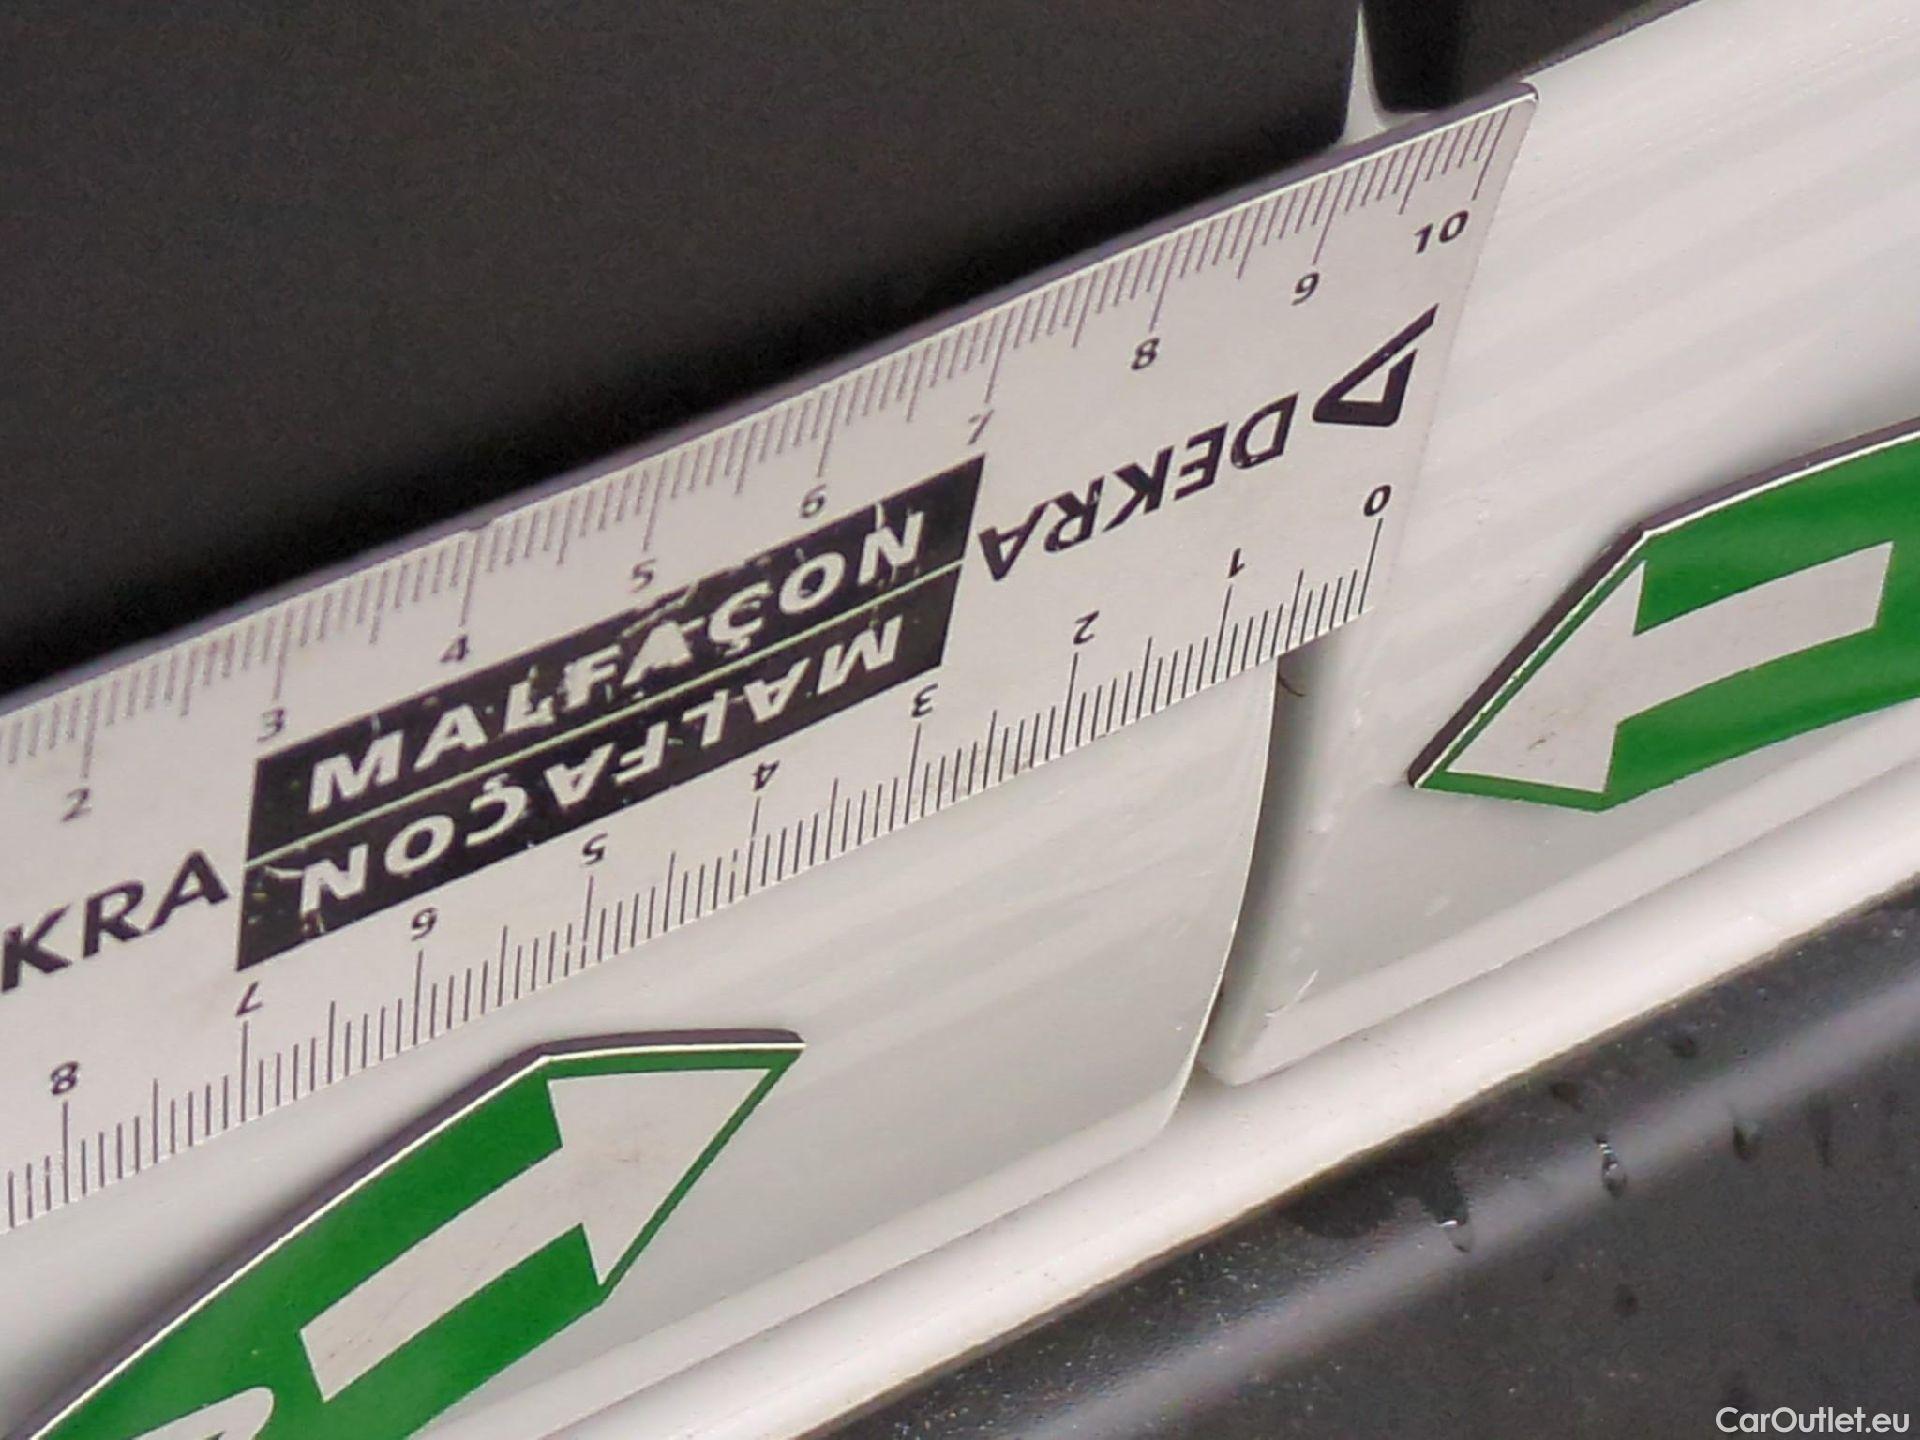 2 3 4 5 6 7 8 9 10
DEKRA
MALFAÇON
MALFAÇON
KRA
8 7 6 5 4 3 2 1 0
CarOutlet.eu